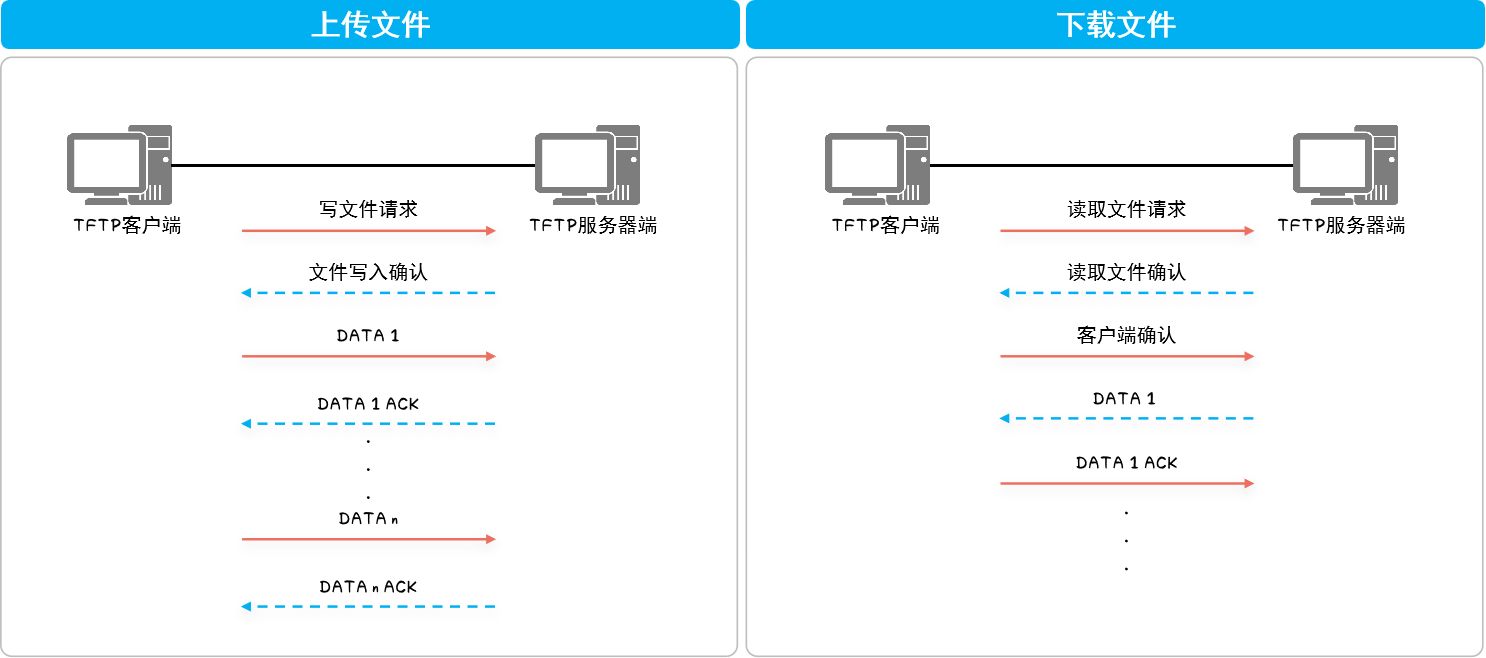 上传文件
TFTP客户端
TFTP服务器端
写文件请求
文件写入确认
DATA 1
DATA 1 ACK
.
.
.
DATA n
DATA n ACK
下载文件
TFTP客户端
TFTP服务器端
读取文件请求
读取文件确认
客户端确认
DATA 1
DATA 1 ACK
.
.
.